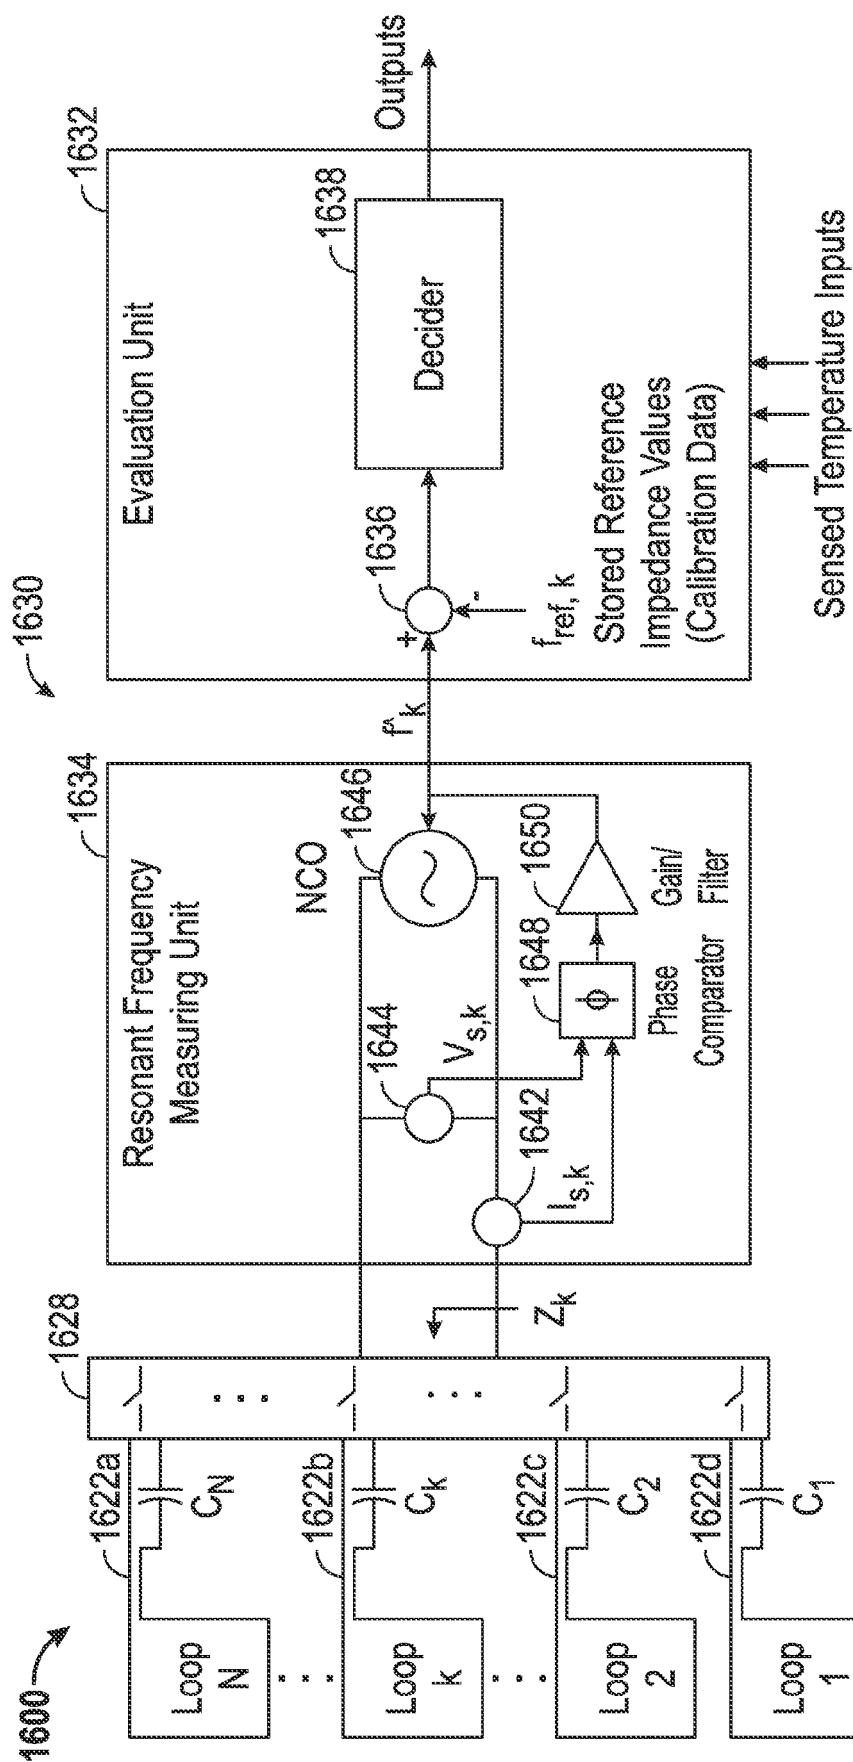 1600
1630
Loop
N
1622a
C_N
Loop
k
1622b
C_k
Loop
2
1622c
C_2
Loop
1
1622d
C_1
1628
Z_k
1634
Resonant Frequency
Measuring Unit
NCO
1646
1644
V_s,k
1642
I_s,k
1648
Φ
Phase
Comparator
1650
Gain/
Filter
f̂_k
1632
Evaluation Unit
1636
+
-
f_ref, k
Stored Reference
Impedance Values
(Calibration Data)
1638
Decider
Outputs
Sensed Temperature Inputs